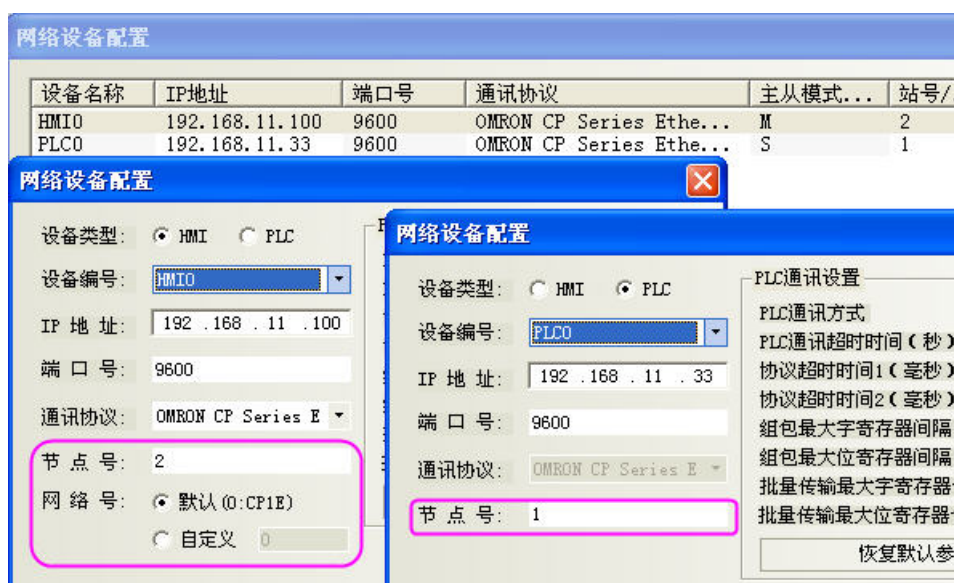 网络设备配置
设备名称 IP地址 端口号 通讯协议 主从模式... 站号/
HMI0 192.168.11.100 9600 OMRON CP Series Ethe... M 2
PLC0 192.168.11.33 9600 OMRON CP Series Ethe... S 1
网络设备配置
设备类型: HMI PLC
设备编号: HMI0
IP 地 址: 192 .168 . 11 .100
端 口 号: 9600
通讯协议: OMRON CP Series E
节 点 号: 2
网 络 号: 默认(0:CP1E)
自定义 0
网络设备配置
设备类型: HMI PLC
设备编号: PLC0
IP 地 址: 192 .168 . 11 . 33
端 口 号: 9600
通讯协议: OMRON CP Series E
节 点 号: 1
PLC通讯设置
PLC通讯方式
PLC通讯超时时间(秒)
协议超时时间1(毫秒)
协议超时时间2(毫秒)
组包最大字寄存器间隔
组包最大位寄存器间隔
批量传输最大字寄存器
批量传输最大位寄存器
恢复默认参